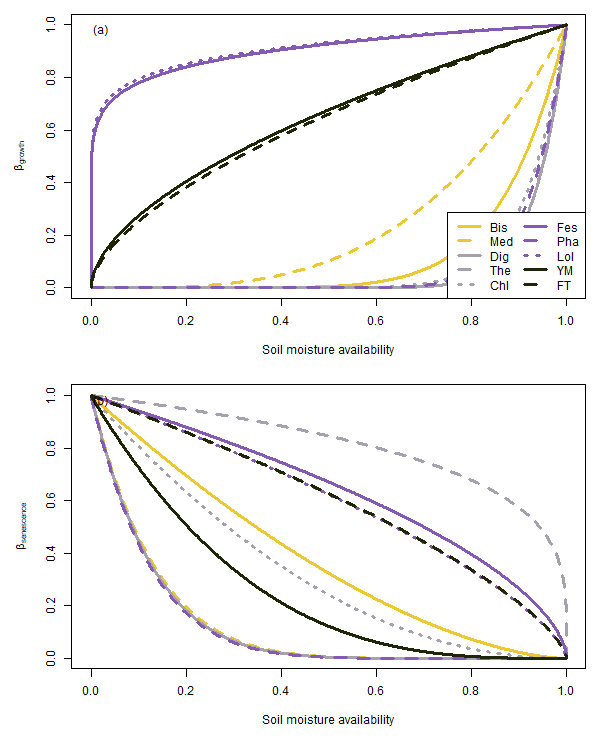 (a)
1.0
0.8
0.6
0.4
0.2
0.0
βgrowth
Bis Fes
Med Pha
Dig Lol
The YM
Chl FT
0.0 0.2 0.4 0.6 0.8 1.0
Soil moisture availability
1.0
0.8
0.6
0.4
0.2
0.0
βsenescence
0.0 0.2 0.4 0.6 0.8 1.0
Soil moisture availability